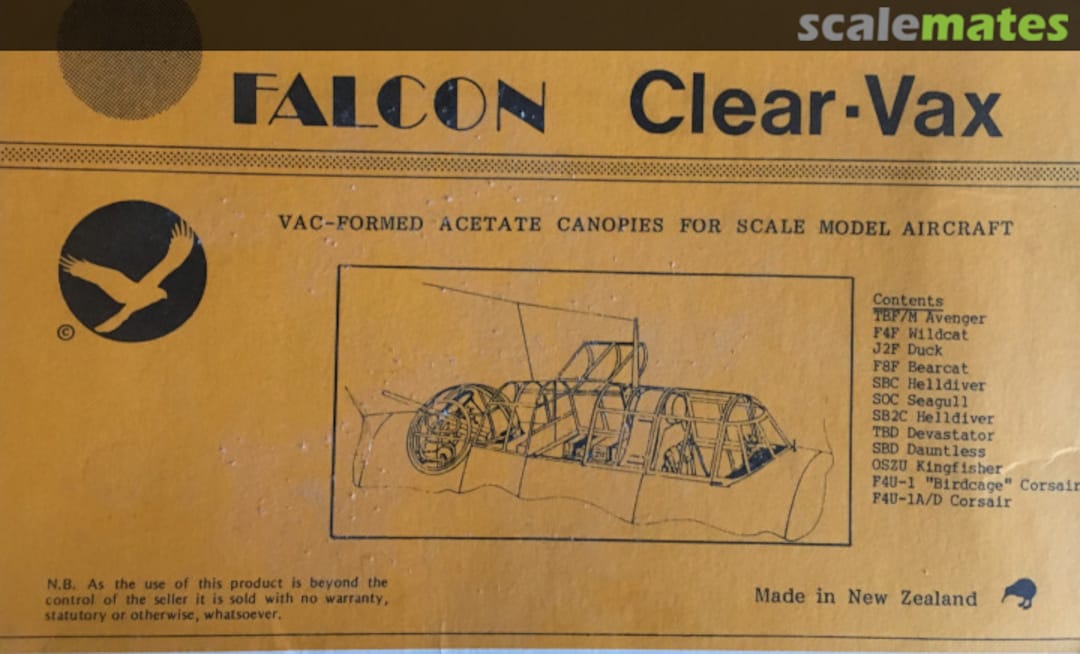 scalemates
FALCON Clear·Vax
VAC-FORMED ACETATE CANOPIES FOR SCALE MODEL AIRCRAFT
©
Contents
TBF/M Avenger
F4F Wildcat
J2F Duck
F8F Bearcat
SBC Helldiver
SOC Seagull
SB2C Helldiver
TBD Devastator
SBD Dauntless
OSZU Kingfisher
F4U-1 "Birdcage" Corsair
F4U-1A/D Corsair
N.B. As the use of this product is beyond the
control of the seller it is sold with no warranty,
statutory or otherwise, whatsoever.
Made in New Zealand